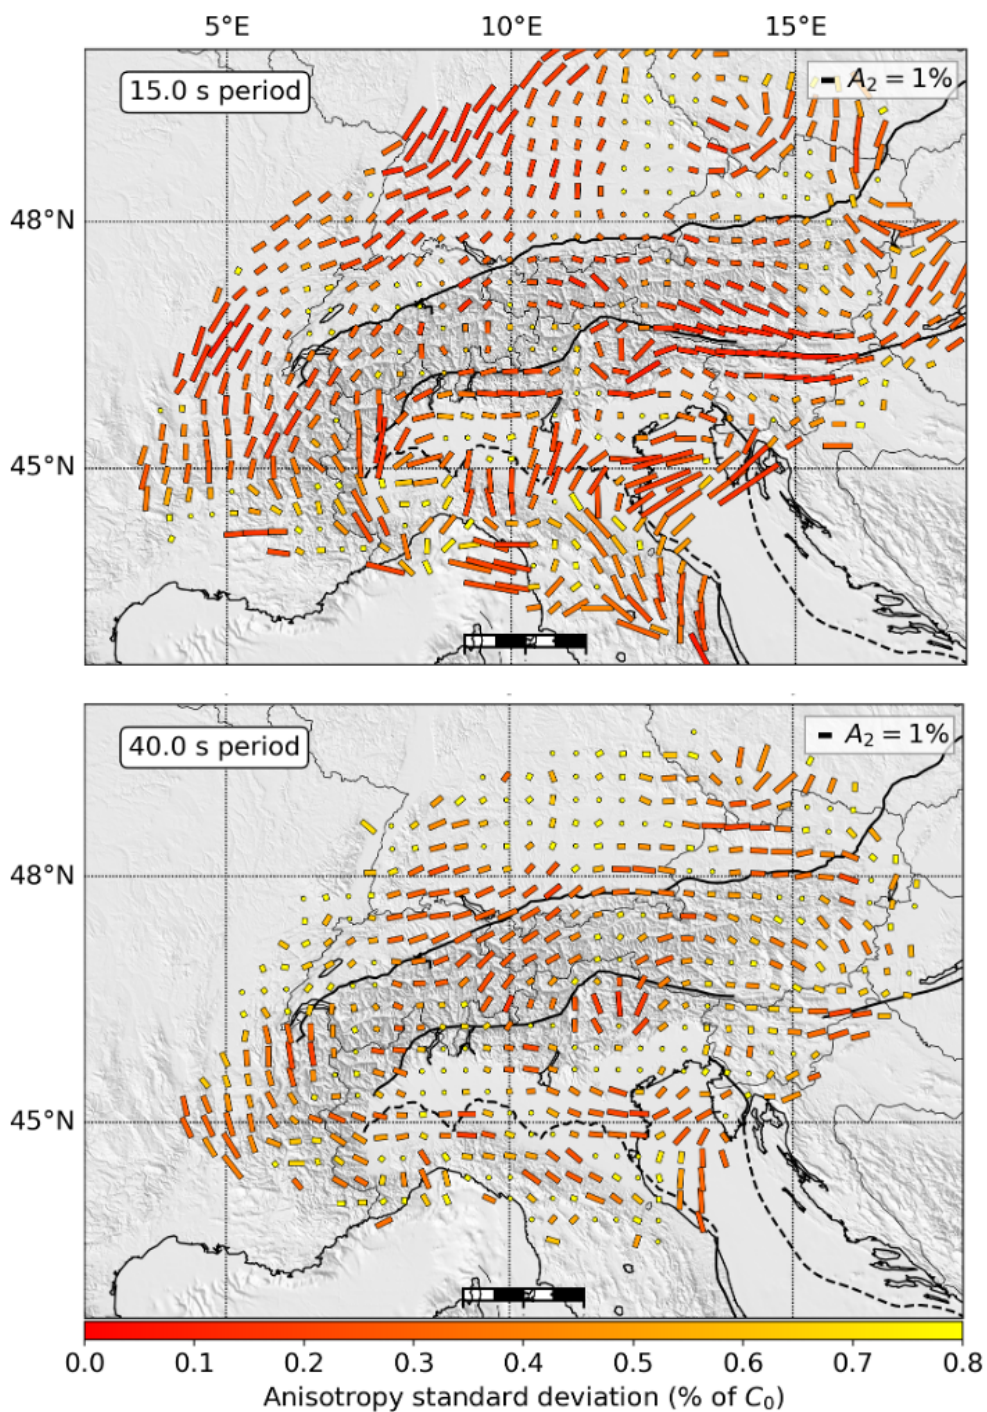 5°E 10°E 15°E
15.0 s period
A₂ = 1%
48°N
45°N
40.0 s period
A₂ = 1%
48°N
45°N
0.0 0.1 0.2 0.3 0.4 0.5 0.6 0.7 0.8
Anisotropy standard deviation (% of C₀)